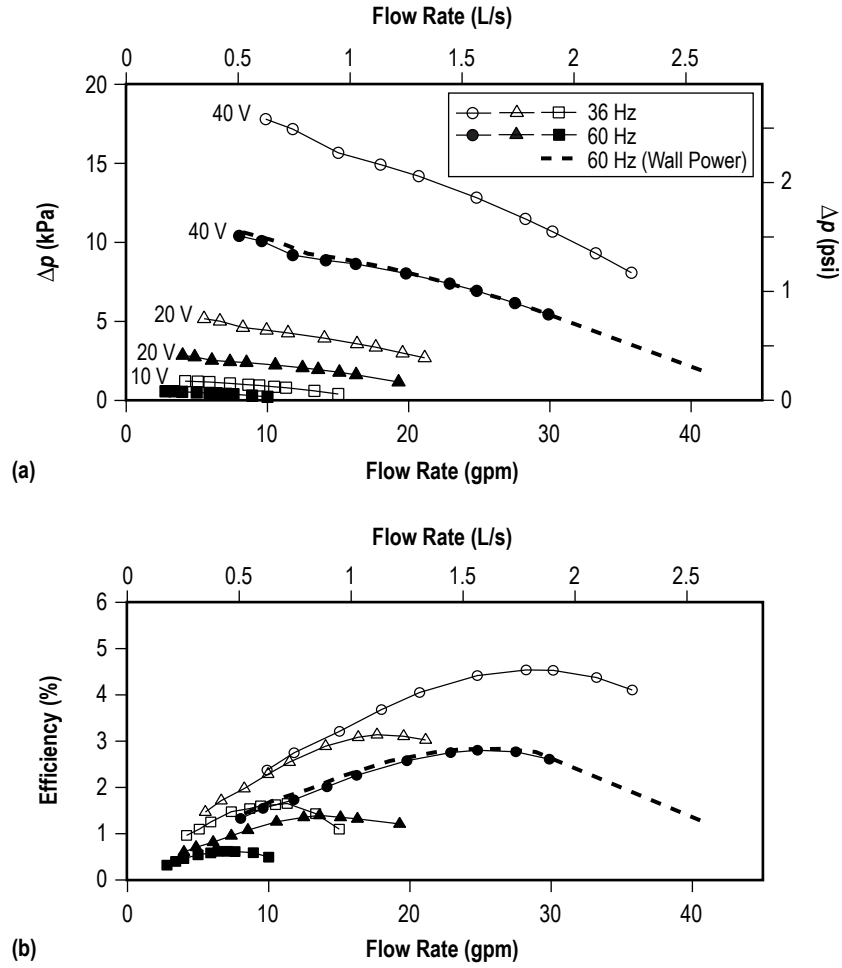 Flow Rate (L/s)
0 0.5 1 1.5 2 2.5
20
15
10
5
0
Δp (kPa)
40 V
40 V
20 V
20 V
10 V
36 Hz
60 Hz
60 Hz (Wall Power)
2
1
0
Δp (psi)
0 10 20 30 40
Flow Rate (gpm)
(a)
Flow Rate (L/s)
0 0.5 1 1.5 2 2.5
6
5
4
3
2
1
0
Efficiency (%)
0 10 20 30 40
Flow Rate (gpm)
(b)